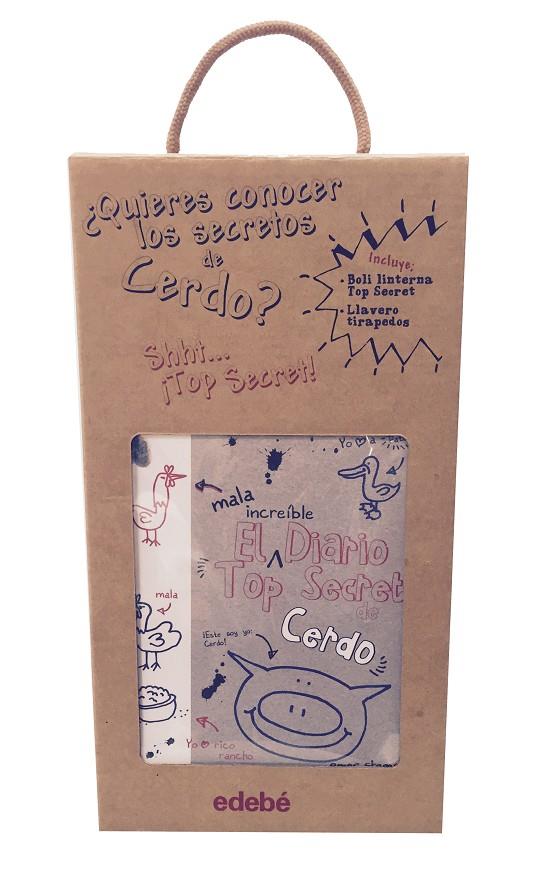 ¿Quieres conocer
los secretos
de
Cerdo?
Incluye:
· Boli linterna
Top Secret
· Llavero
tirapedos
Shht...
¡Top Secret!
Yo a
mala
increíble
El Diario
Top Secret
de
Cerdo
mala
¡Este soy yo:
Cerdo!
Yo rico
rancho
edebé